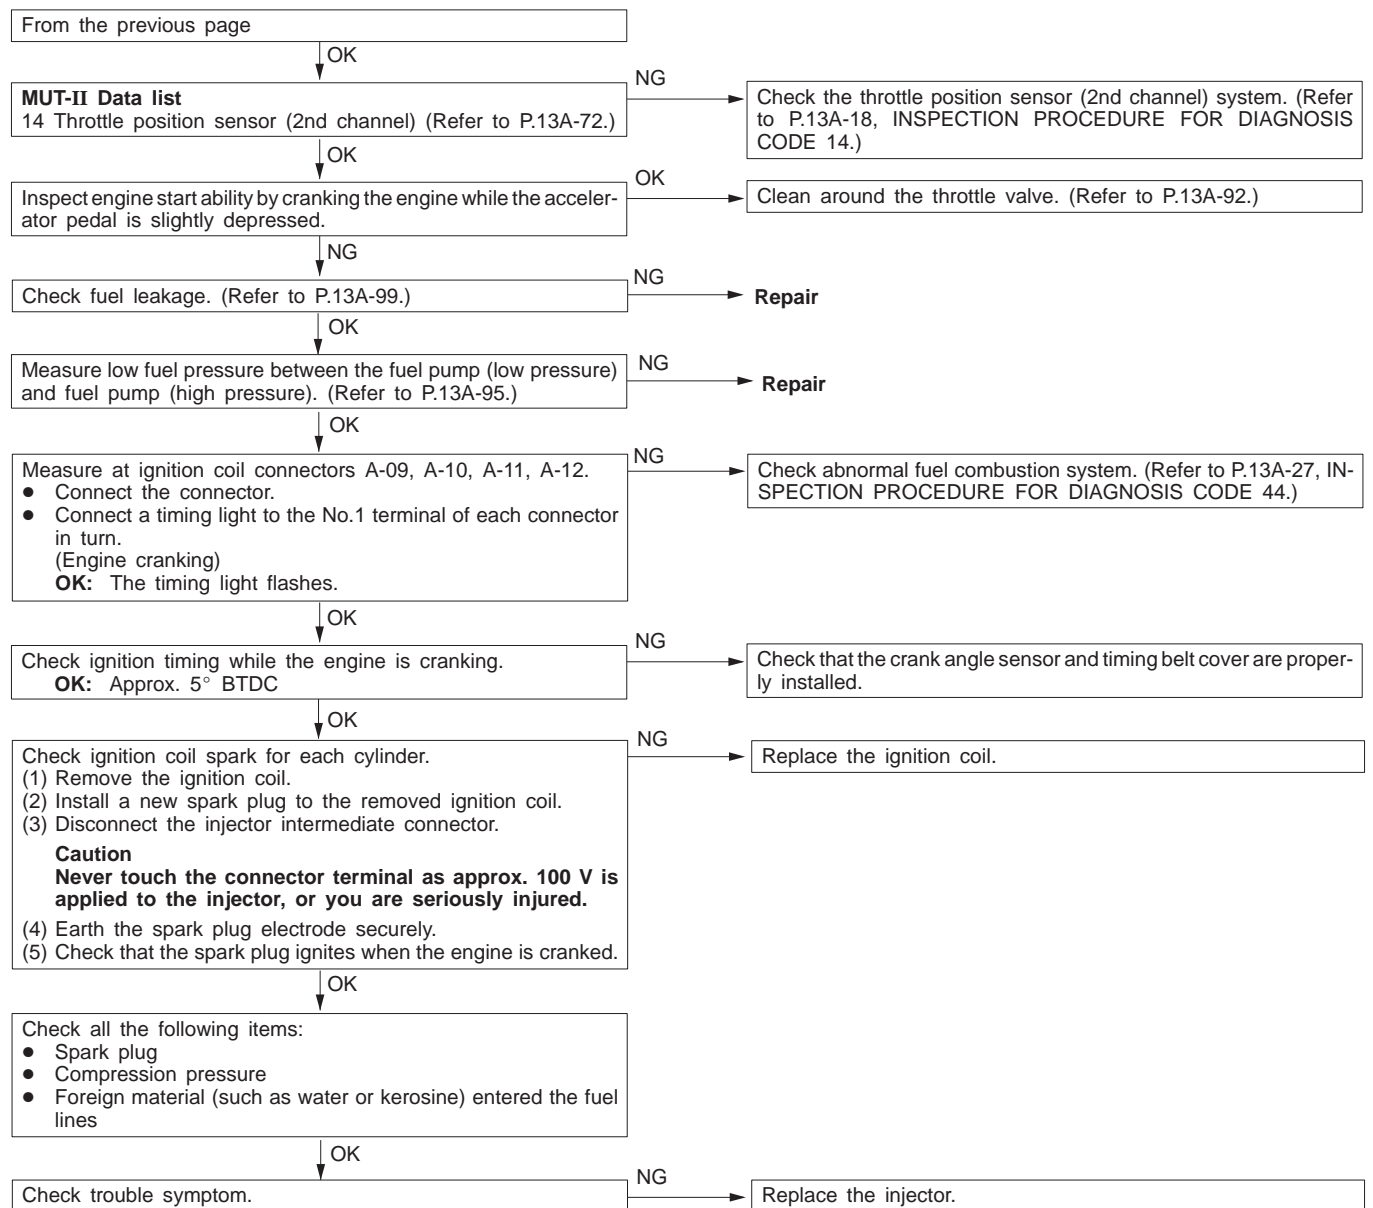 From the previous page
OK
MUT-II Data list
14 Throttle position sensor (2nd channel) (Refer to P.13A-72.)
NG
Check the throttle position sensor (2nd channel) system. (Refer
to P.13A-18, INSPECTION PROCEDURE FOR DIAGNOSIS
CODE 14.)
OK
Inspect engine start ability by cranking the engine while the acceler-
ator pedal is slightly depressed.
OK
Clean around the throttle valve. (Refer to P.13A-92.)
NG
Check fuel leakage. (Refer to P.13A-99.)
NG
Repair
OK
Measure low fuel pressure between the fuel pump (low pressure)
and fuel pump (high pressure). (Refer to P.13A-95.)
NG
Repair
OK
Measure at ignition coil connectors A-09, A-10, A-11, A-12.
● Connect the connector.
● Connect a timing light to the No.1 terminal of each connector
in turn.
(Engine cranking)
OK: The timing light flashes.
NG
Check abnormal fuel combustion system. (Refer to P.13A-27, IN-
SPECTION PROCEDURE FOR DIAGNOSIS CODE 44.)
OK
Check ignition timing while the engine is cranking.
OK: Approx. 5° BTDC
NG
Check that the crank angle sensor and timing belt cover are proper-
ly installed.
OK
Check ignition coil spark for each cylinder.
(1) Remove the ignition coil.
(2) Install a new spark plug to the removed ignition coil.
(3) Disconnect the injector intermediate connector.
Caution
Never touch the connector terminal as approx. 100 V is
applied to the injector, or you are seriously injured.
(4) Earth the spark plug electrode securely.
(5) Check that the spark plug ignites when the engine is cranked.
NG
Replace the ignition coil.
OK
Check all the following items:
● Spark plug
● Compression pressure
● Foreign material (such as water or kerosine) entered the fuel
lines
OK
Check trouble symptom.
NG
Replace the injector.